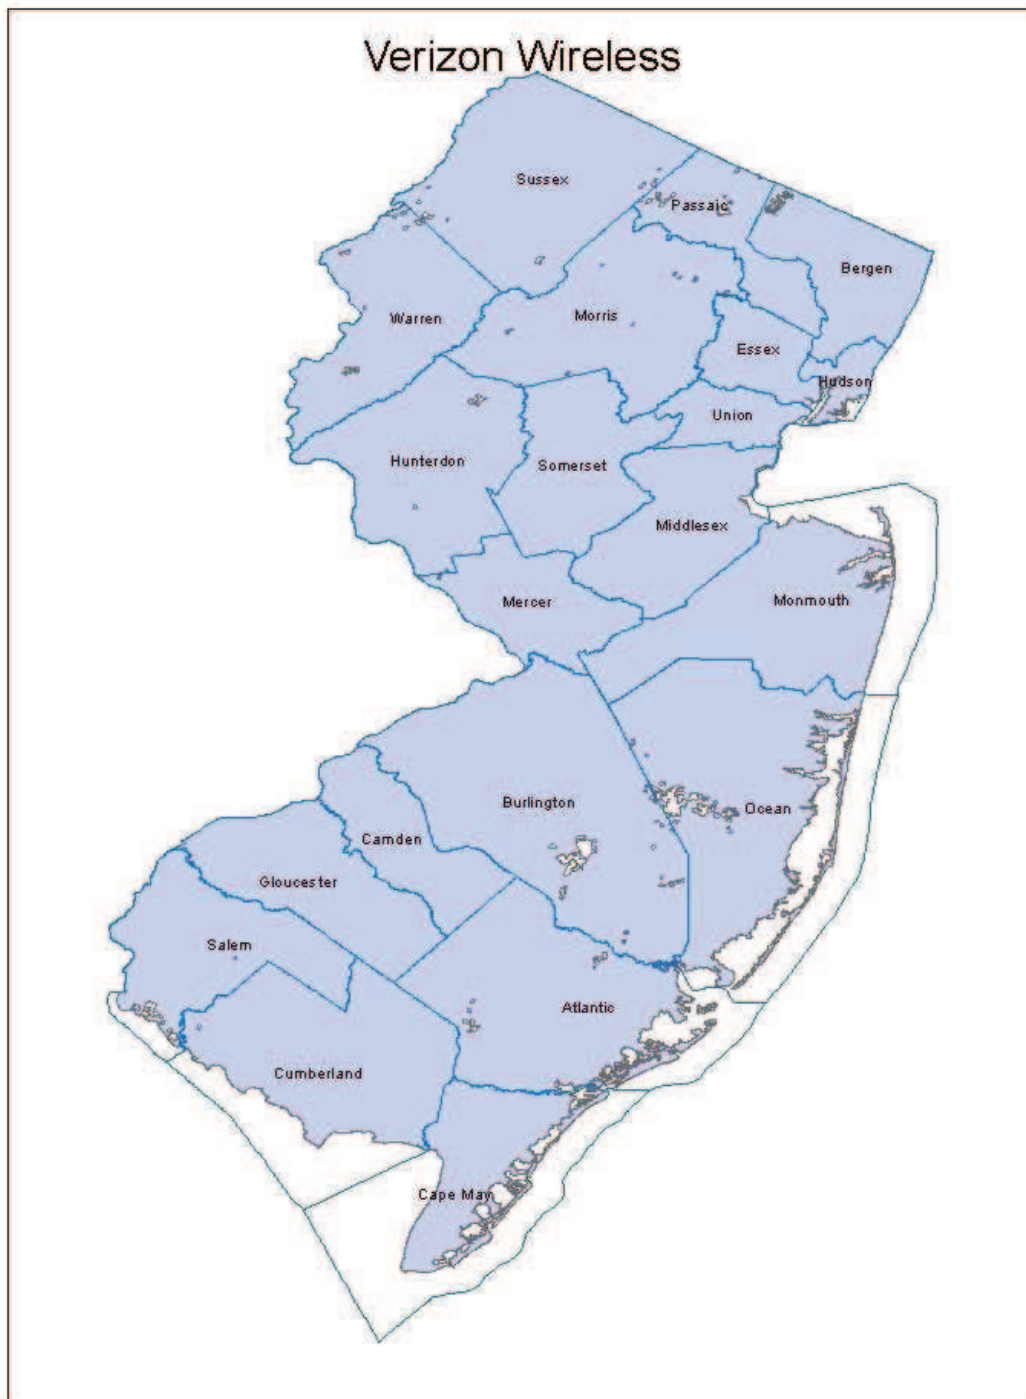 Verizon Wireless
Sussex
Passaic
Bergen
Warren
Morris
Essex
Hudson
Union
Hunterdon
Somerset
Middlesex
Mercer
Monmouth
Burlington
Ocean
Camden
Gloucester
Salem
Atlantic
Cumberland
Cape May